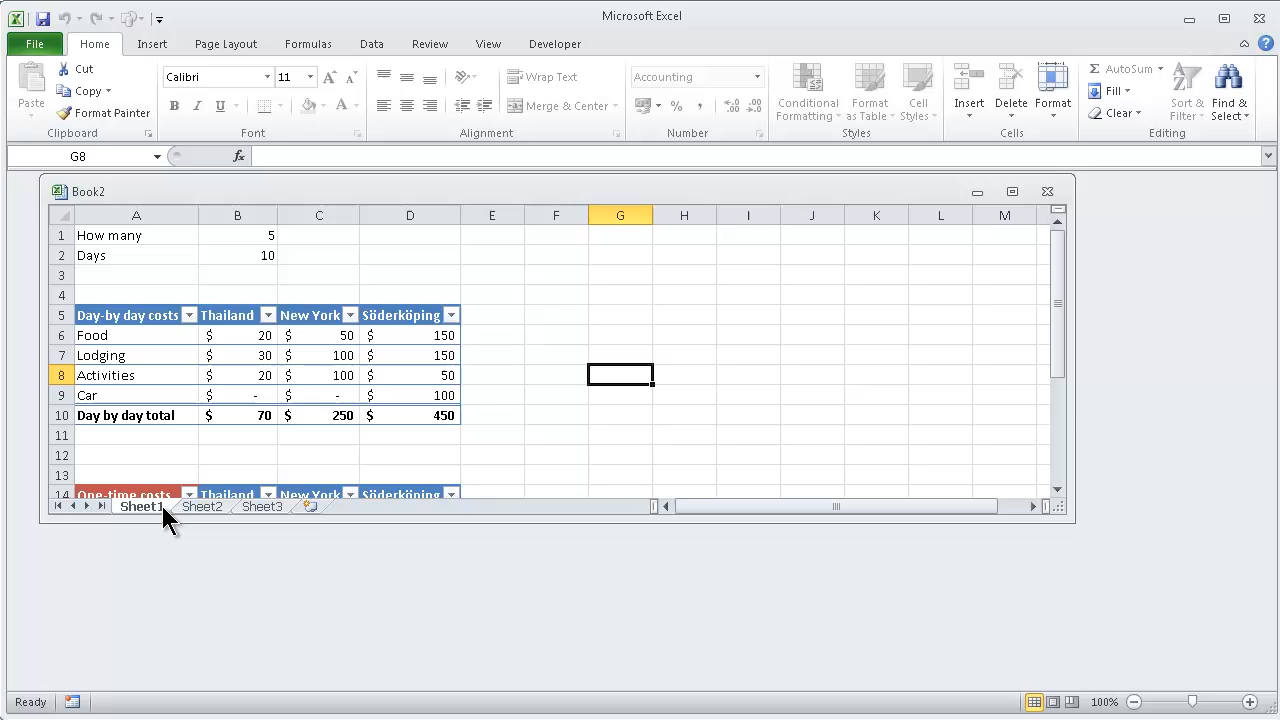 Microsoft Excel
File Home Insert Page Layout Formulas Data Review View Developer
Paste Cut Copy Format Painter Clipboard
Calibri 11 B I U A Font
Wrap Text Merge & Center Alignment
Accounting % , Number
Conditional Formatting Format as Table Cell Styles Styles
Insert Delete Format Cells
AutoSum Fill Clear Sort & Filter Find & Select Editing
G8 fx
Book2
A B C D E F G H I J K L M
1 How many 5
2 Days 10
3
4
5 Day-by day costs Thailand New York Söderköping
6 Food $ 20 $ 50 $ 150
7 Lodging $ 30 $ 100 $ 150
8 Activities $ 20 $ 100 $ 50
9 Car $ - $ - $ 100
10 Day by day total $ 70 $ 250 $ 450
11
12
13
14 One-time costs Thailand New York Söderköping
Sheet1 Sheet2 Sheet3
Ready 100%